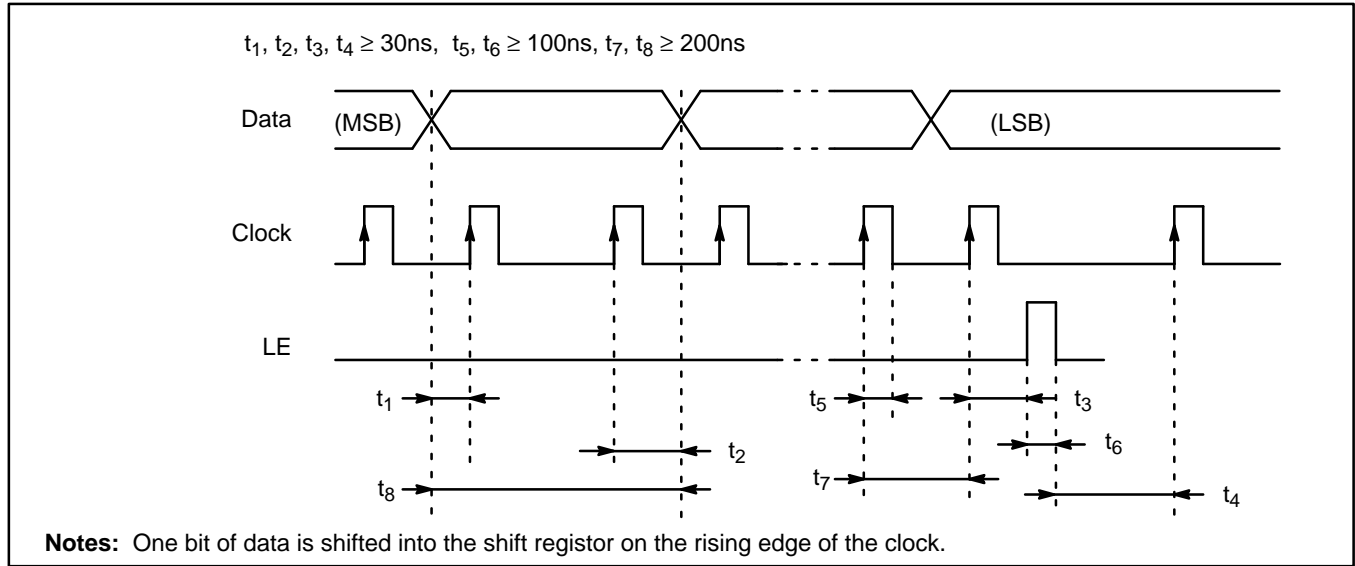 t1, t2, t3, t4 ≥ 30ns, t5, t6 ≥ 100ns, t7, t8 ≥ 200ns
Data
(MSB)
(LSB)
Clock
LE
t1
t5
t3
t2
t6
t8
t7
t4
Notes: One bit of data is shifted into the shift registor on the rising edge of the clock.